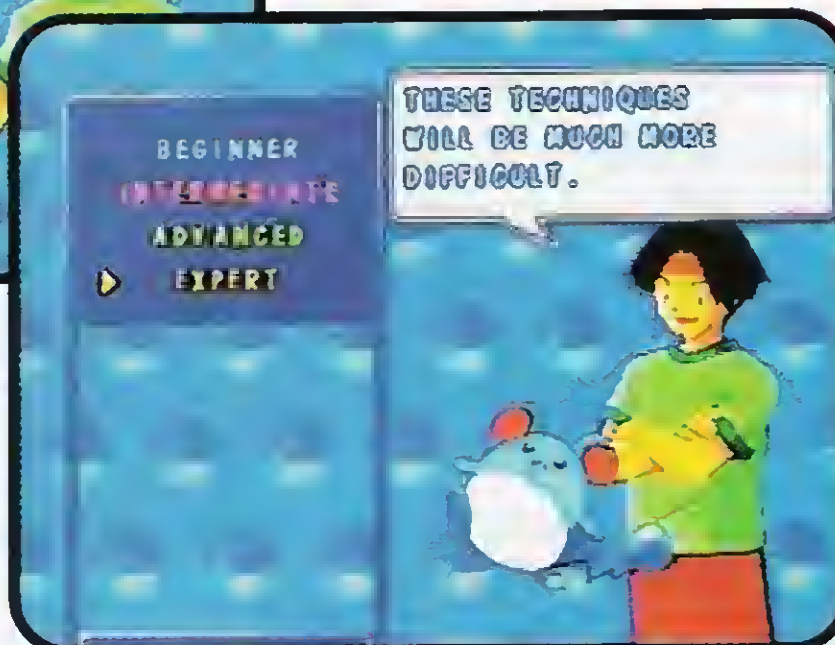 BEGINNER
INTERMEDIATE
ADVANCED
EXPERT
THESE TECHNIQUES
WILL BE MUCH MORE
DIFFICULT.